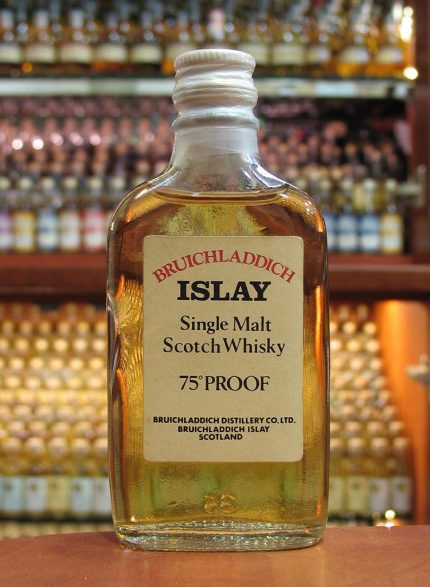 BRUICHLADDICH
ISLAY
Single Malt
Scotch Whisky
75° PROOF
BRUICHLADDICH DISTILLERY CO. LTD.
BRUICHLADDICH ISLAY
SCOTLAND